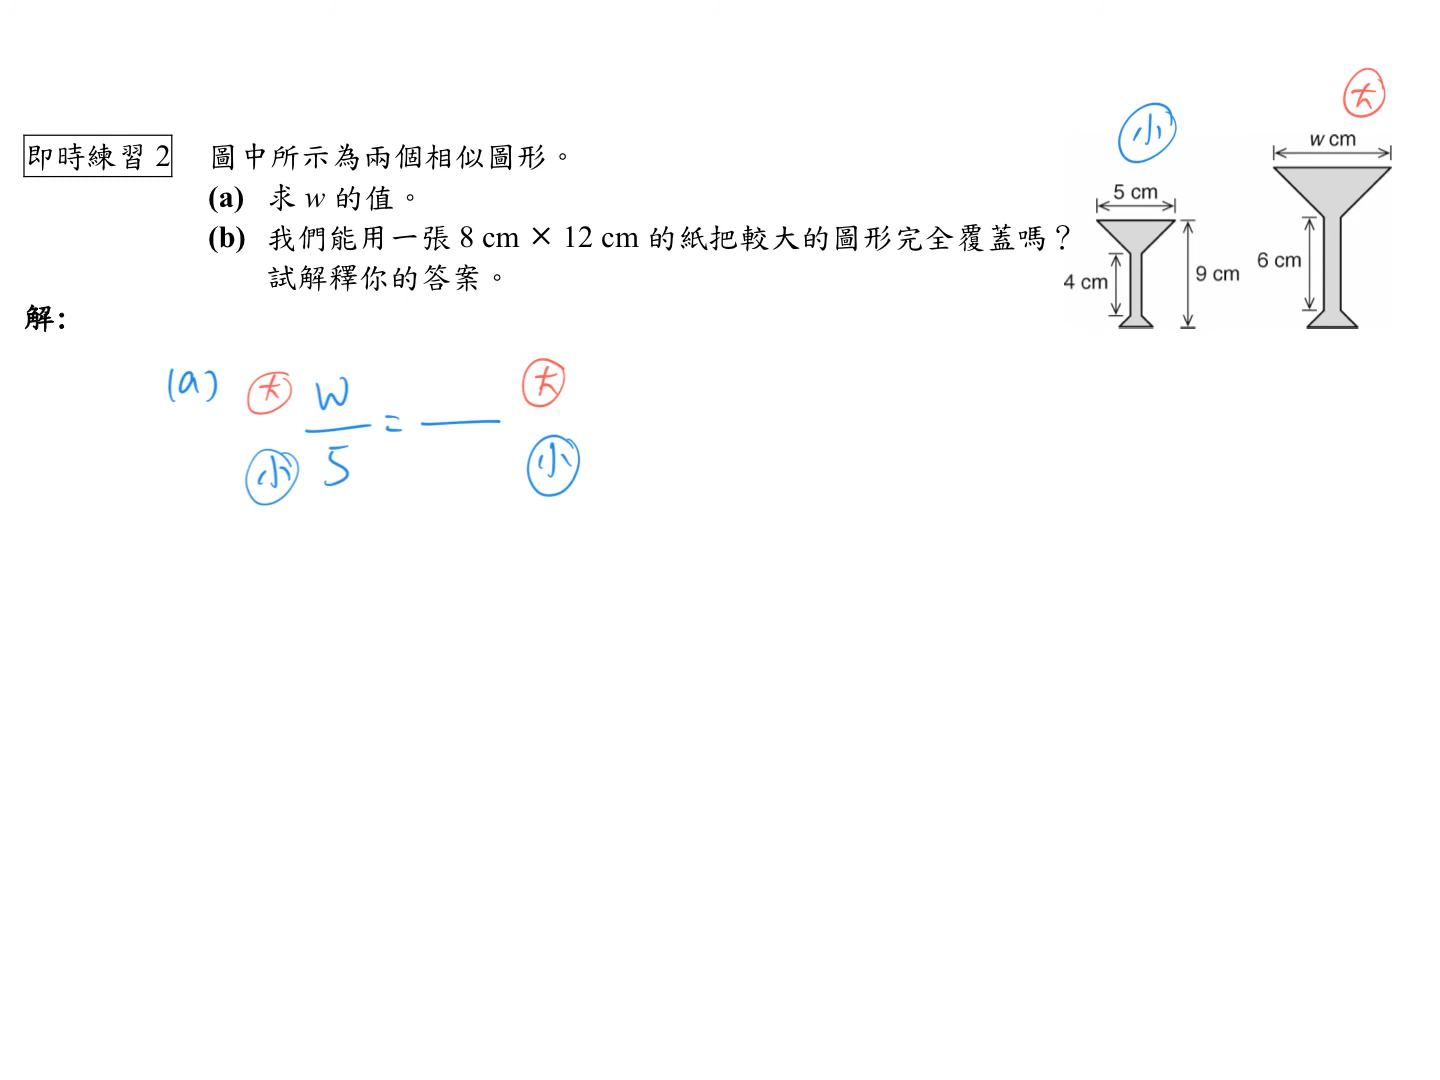 即時練習 2 圖中所示為兩個相似圖形。
(a) 求 w 的值。
(b) 我們能用一張 8 cm × 12 cm 的紙把較大的圖形完全覆蓋嗎？
試解釋你的答案。
解：
小
大
5 cm
4 cm
9 cm
w cm
6 cm
(a) 大 W = 大
小 5 小